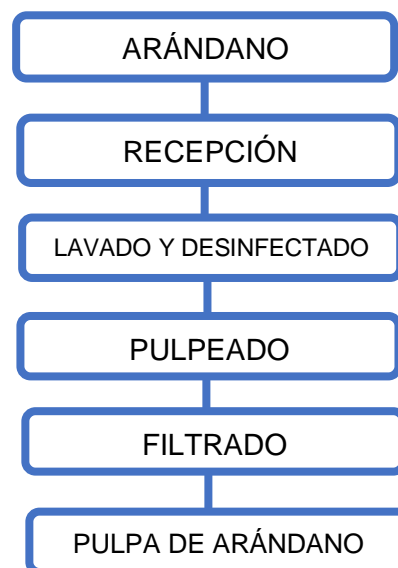 ARÁNDANO
RECEPCIÓN
LAVADO Y DESINFECTADO
PULPEADO
FILTRADO
PULPA DE ARÁNDANO